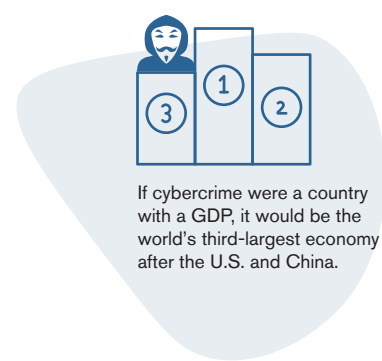 3
1
2
If cybercrime were a country
with a GDP, it would be the
world's third-largest economy
after the U.S. and China.